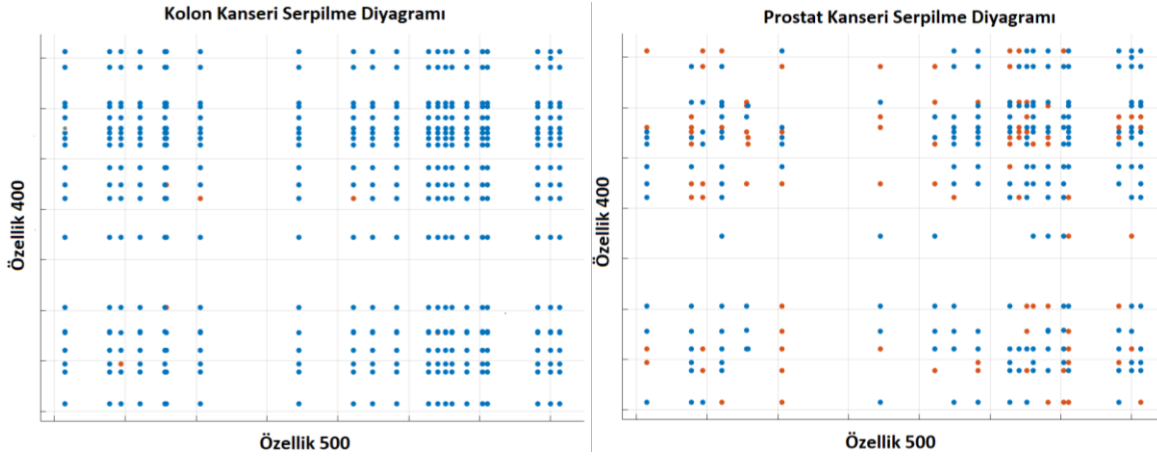 Kolon Kanseri Serpilme Diyagramı
Özellik 400
Özellik 500
Prostat Kanseri Serpilme Diyagramı
Özellik 400
Özellik 500